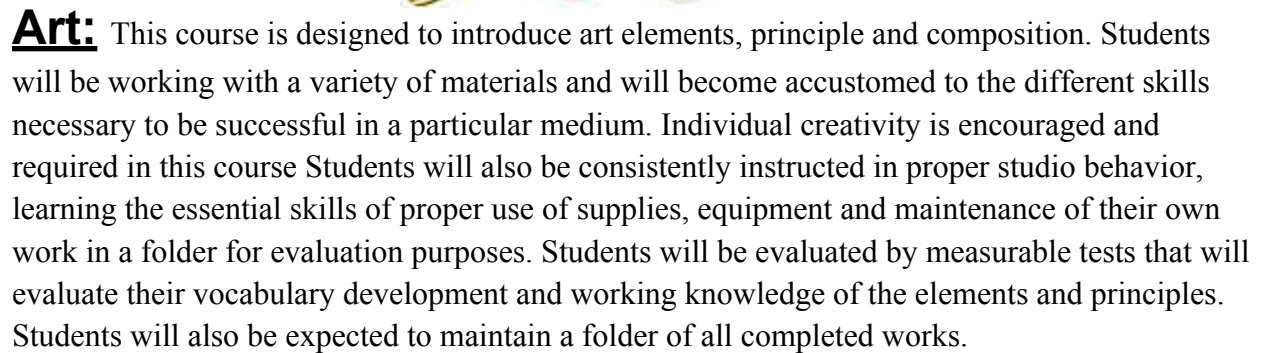 Art: This course is designed to introduce art elements, principle and composition. Students
will be working with a variety of materials and will become accustomed to the different skills
necessary to be successful in a particular medium. Individual creativity is encouraged and
required in this course Students will also be consistently instructed in proper studio behavior,
learning the essential skills of proper use of supplies, equipment and maintenance of their own
work in a folder for evaluation purposes. Students will be evaluated by measurable tests that will
evaluate their vocabulary development and working knowledge of the elements and principles.
Students will also be expected to maintain a folder of all completed works.